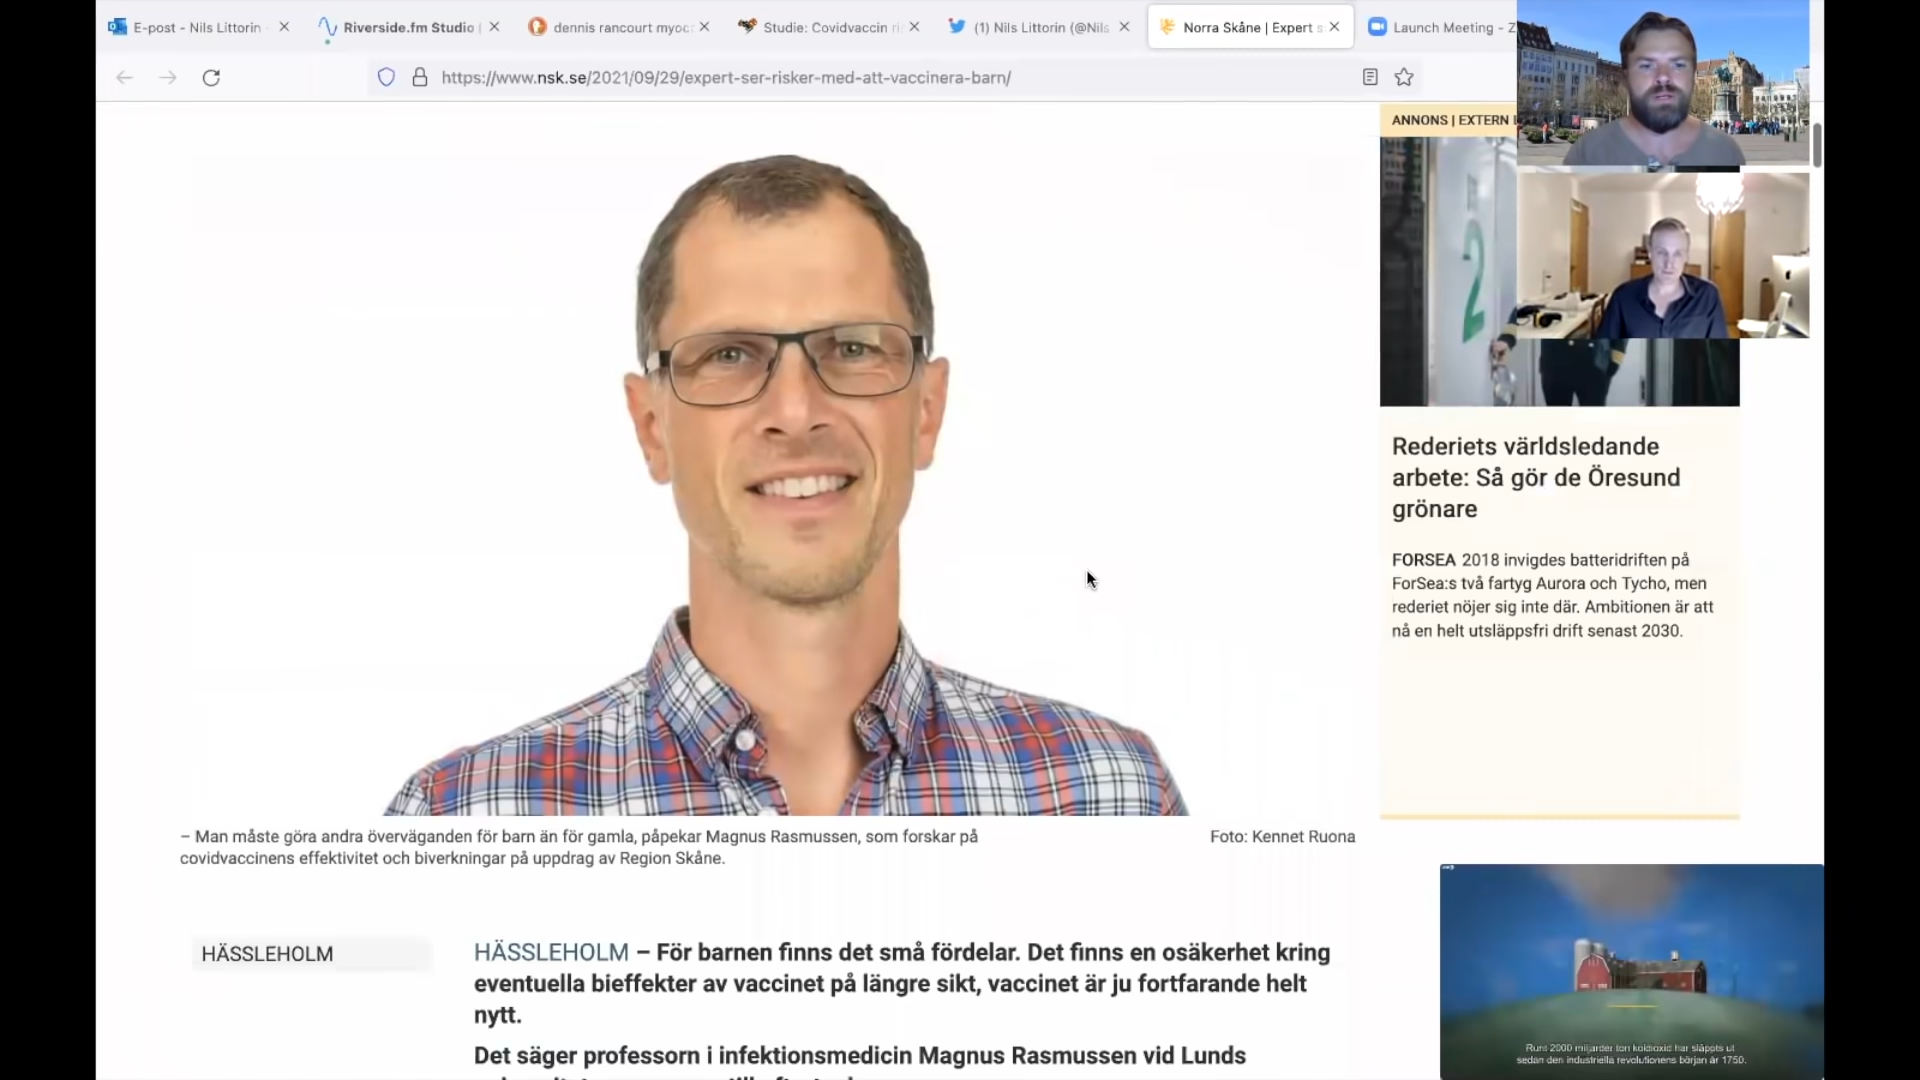 E-post - Nils Littorin
Riverside.fm Studio
dennis rancourt myoc
Studie: Covidvaccin
(1) Nils Littorin (@Nils
Norra Skåne | Expert s
Launch Meeting - Z
https://www.nsk.se/2021/09/29/expert-ser-risker-med-att-vaccinera-barn/
ANNONS | EXTERN
2
Rederiets världsledande
arbete: Så gör de Öresund
grönare
FORSEA 2018 invigdes batteridriften på
ForSea:s två fartyg Aurora och Tycho, men
rederiet nöjer sig inte där. Ambitionen är att
nå en helt utsläppsfri drift senast 2030.
– Man måste göra andra överväganden för barn än för gamla, påpekar Magnus Rasmussen, som forskar på
covidvaccinens effektivitet och biverkningar på uppdrag av Region Skåne.
Foto: Kennet Ruona
HÄSSLEHOLM
HÄSSLEHOLM – För barnen finns det små fördelar. Det finns en osäkerhet kring
eventuella bieffekter av vaccinet på längre sikt, vaccinet är ju fortfarande helt
nytt.
Det säger professorn i infektionsmedicin Magnus Rasmussen vid Lunds
Runt 2000 miljarder ton koldioxid har släppts ut
sedan den industriella revolutionens början år 1750.